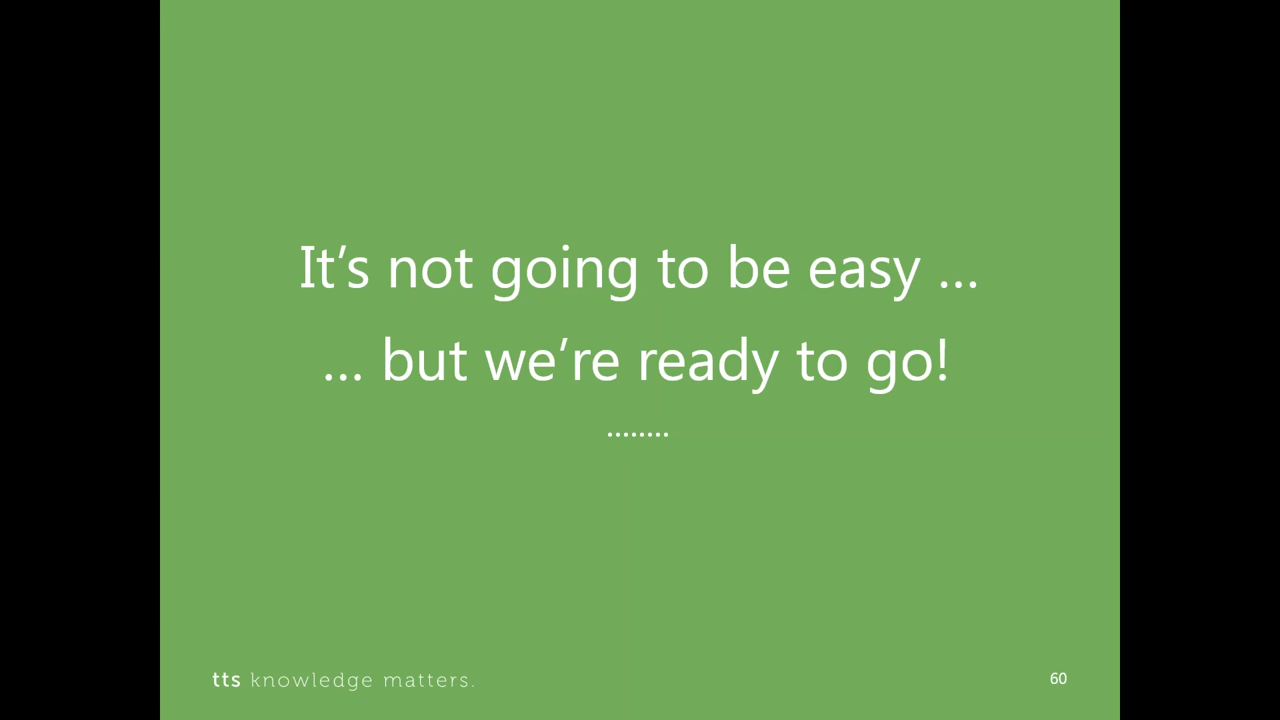 It’s not going to be easy …
… but we’re ready to go!
........
tts knowledge matters.
60